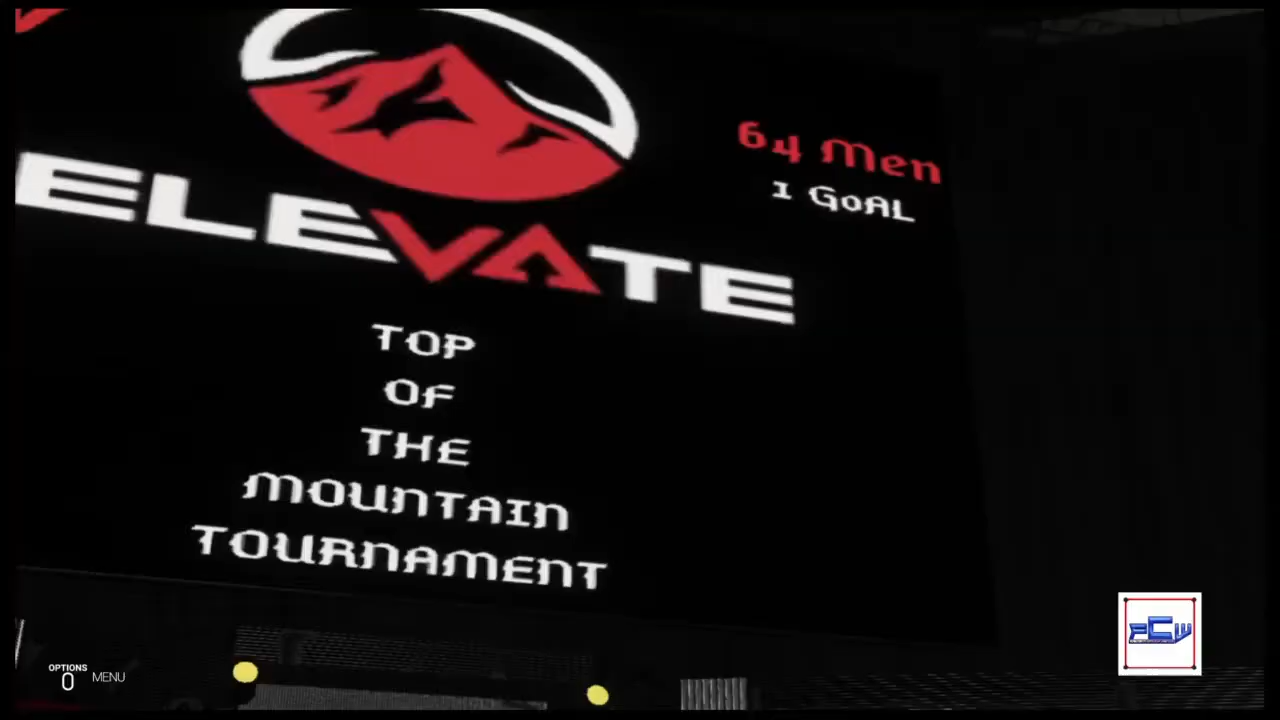 ELEVATE
64 Men
1 GOAL
TOP
OF
THE
MOUNTAIN
TOURNAMENT
OPTIONS
MENU